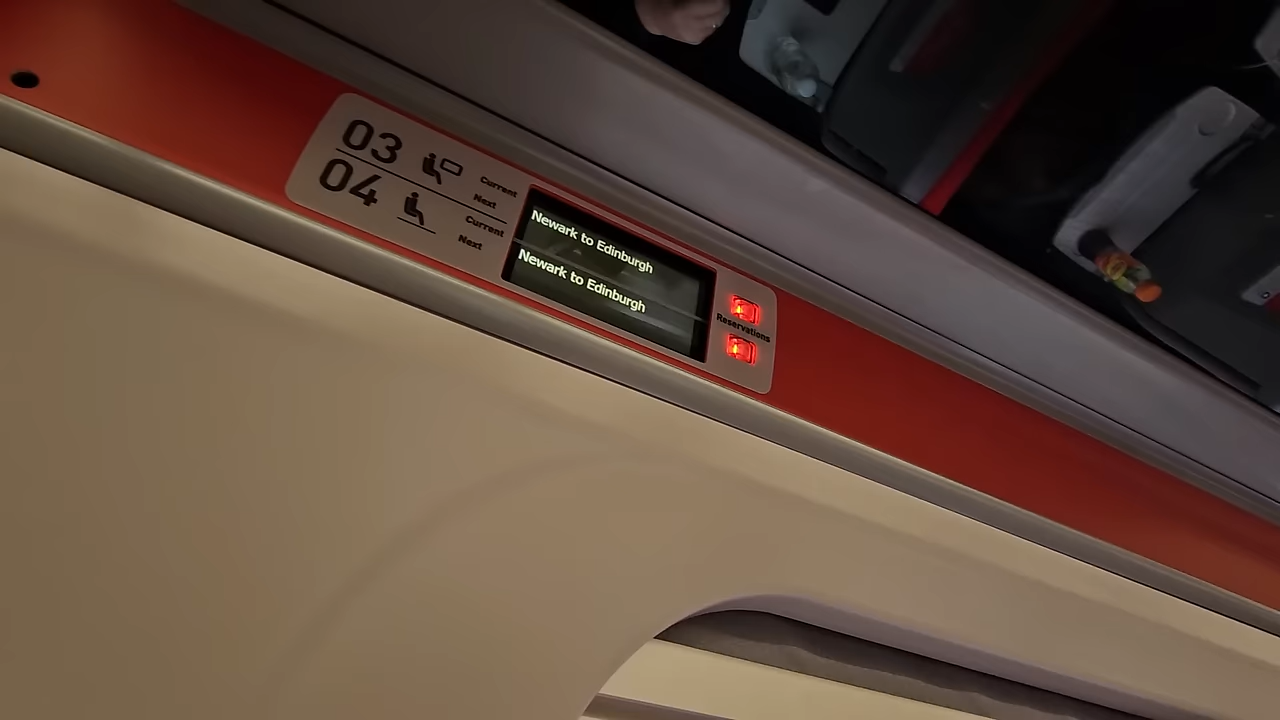 03
Current
Next
04
Current
Next
Newark to Edinburgh
Newark to Edinburgh
Reservations